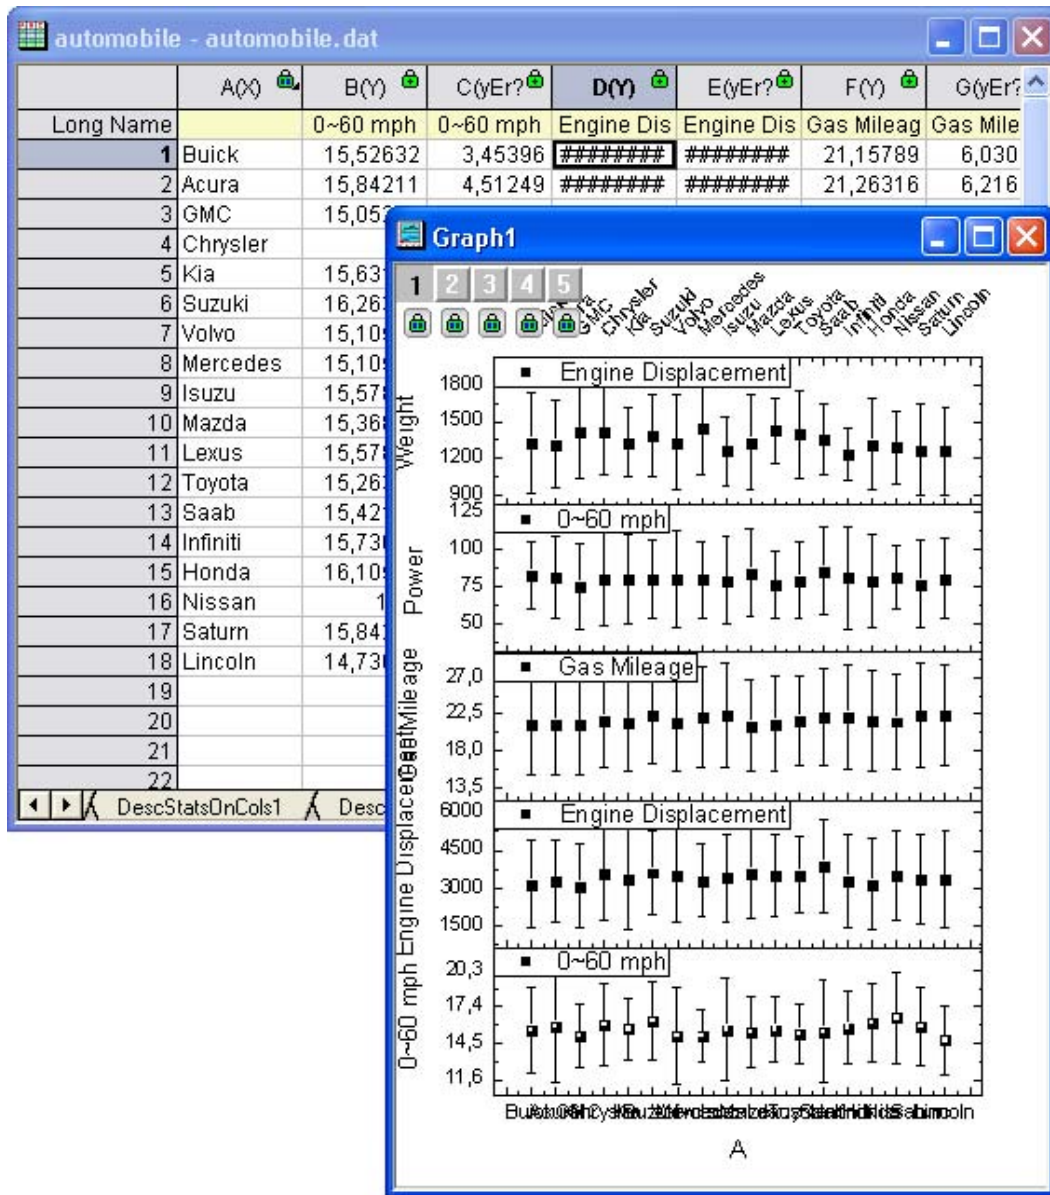 automobile - automobile.dat
A(X) B(Y) C(yEr? D(Y) E(yEr? F(Y) G(yEr?
Long Name 0~60 mph 0~60 mph Engine Dis Engine Dis Gas Mileag Gas Mile
1 Buick 15,52632 3,45396 ######## ######## 21,15789 6,030
2 Acura 15,84211 4,51249 ######## ######## 21,26316 6,216
3 GMC
4 Chrysler
5 Kia
6 Suzuki
7 Volvo
8 Mercedes
9 Isuzu
10 Mazda
11 Lexus
12 Toyota
13 Saab
14 Infiniti
15 Honda
16 Nissan
17 Saturn
18 Lincoln
19
20
21
22
DescStatsOnCols1 Desc
Graph1
1 2 3 4 5
GMC Chrysler Kia Suzuki Volvo Mercedes Isuzu Mazda Lexus Toyota Saab Infiniti Honda Nissan Saturn Lincoln
Engine Displacement
Weight
1800
1500
1200
900
0~60 mph
Power
125
100
75
50
Gas Mileage
27,0
22,5
18,0
13,5
Engine Displacement
6000
4500
3000
1500
0~60 mph
0~60 mph
20,3
17,4
14,5
11,6
A